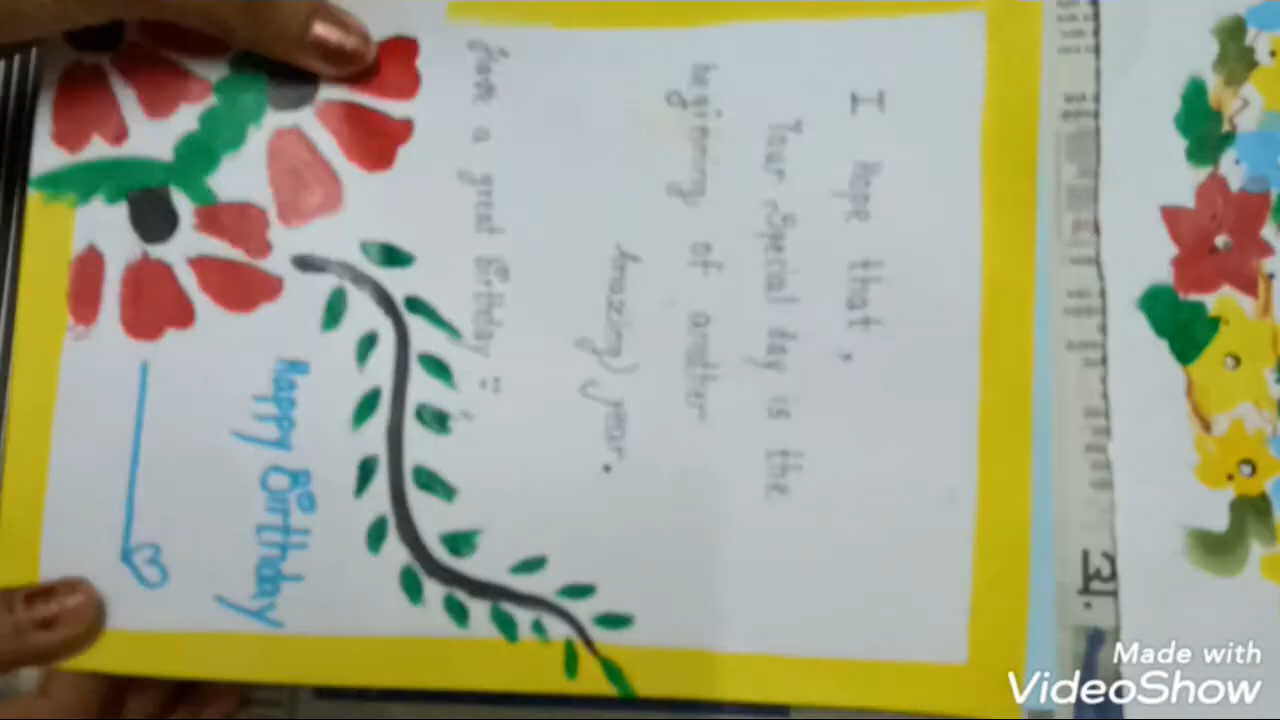 I Hope that,
Your Special day is the
beginning of another
Amazing year.
have a great Birthday
Happy Birthday
Made with
VideoShow